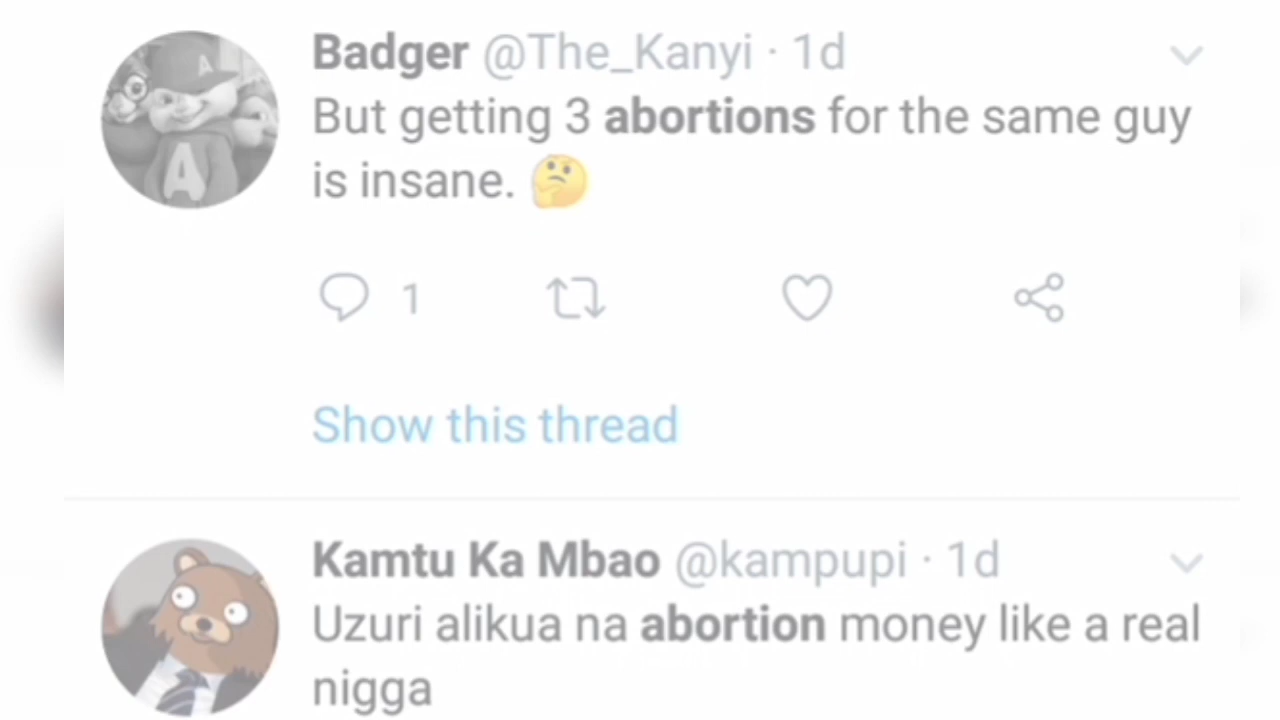 Badger @The_Kanyi · 1d
But getting 3 abortions for the same guy
is insane. 🤔
1
Show this thread
Kamtu Ka Mbao @kampupi · 1d
Uzuri alikua na abortion money like a real
nigga